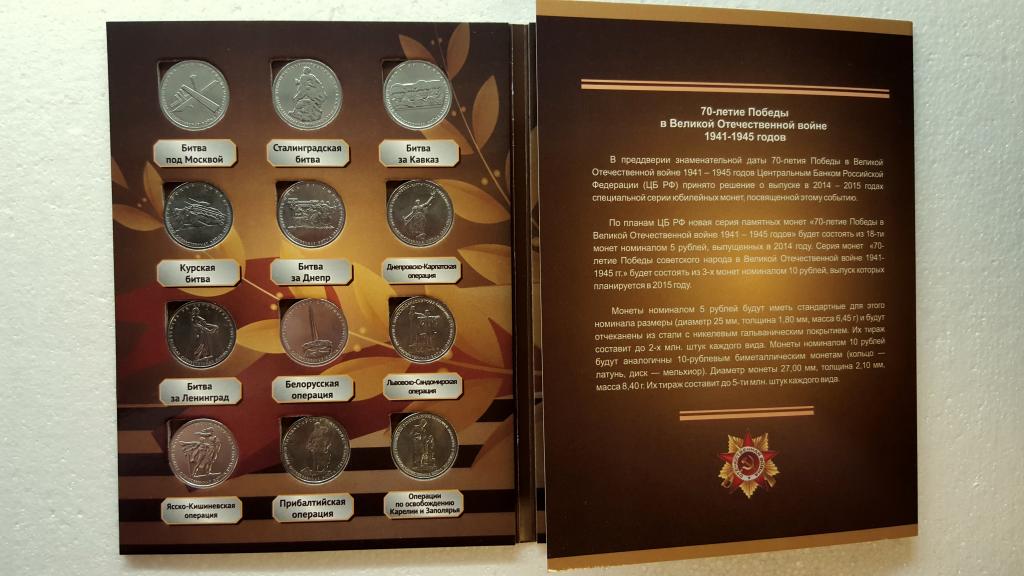 Битва
под Москвой
Сталинградская
битва
Битва
за Кавказ
Курская
битва
Битва
за Днепр
Днепровско-Карпатская
операция
Битва
за Ленинград
Белорусская
операция
Львовско-Сандомирская
операция
Ясско-Кишиневская
операция
Прибалтийская
операция
Операции
по освобождению
Карелии и Заполярья
70-летие Победы
в Великой Отечественной войне
1941-1945 годов
В преддверии знаменательной даты 70-летия Победы в Великой
Отечественной войне 1941 – 1945 годов Центральным Банком Российской
Федерации (ЦБ РФ) принято решение о выпуске в 2014 – 2015 годах
специальной серии юбилейных монет, посвященной этому событию.
По планам ЦБ РФ новая серия памятных монет «70-летие Победы в
Великой Отечественной войне 1941 – 1945 годов» будет состоять из 18-ти
монет номиналом 5 рублей, выпущенных в 2014 году. Серия монет «70-
летие Победы советского народа в Великой Отечественной войне 1941-
1945 гг.» будет состоять из 3-х монет номиналом 10 рублей, выпуск которых
планируется в 2015 году.
Монеты номиналом 5 рублей будут иметь стандартные для этого
номинала размеры (диаметр 25 мм, толщина 1,80 мм, масса 6,45 г) и будут
отчеканены из стали с никелевым гальваническим покрытием. Их тираж
составит до 2-х млн. штук каждого вида. Монеты номиналом 10 рублей
будут аналогичны 10-рублевым биметаллическим монетам (кольцо —
латунь, диск — мельхиор). Диаметр монеты 27,00 мм, толщина 2,10 мм,
масса 8,40 г. Их тираж составит до 5-ти млн. штук каждого вида.